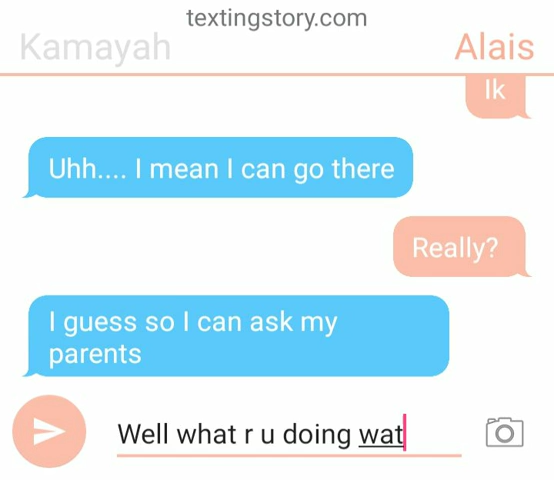 textingstory.com
Kamayah
Alais
Ik
Uhh.... I mean I can go there
Really?
I guess so I can ask my
parents
Well what r u doing wat